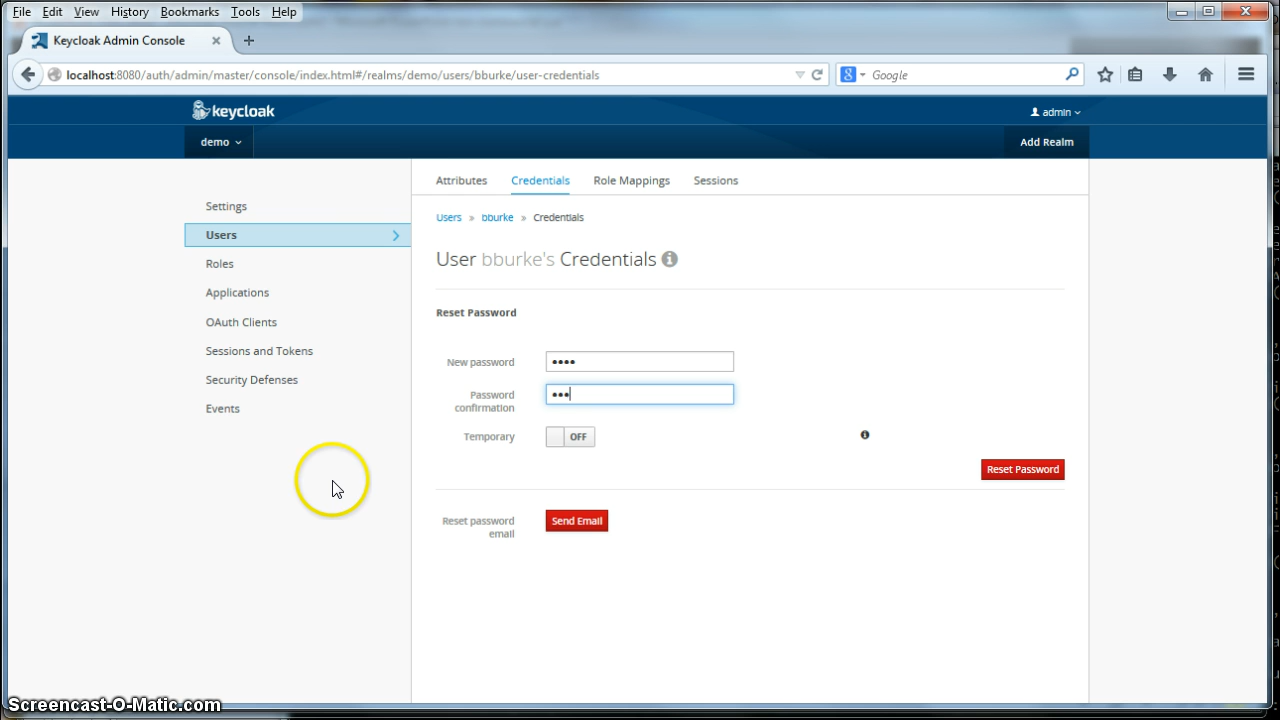 File Edit View History Bookmarks Tools Help
Keycloak Admin Console
localhost:8080/auth/admin/master/console/index.html#/realms/demo/users/bburke/user-credentials
Google
keycloak
admin
demo
Add Realm
Settings
Users
Roles
Applications
OAuth Clients
Sessions and Tokens
Security Defenses
Events
Attributes Credentials Role Mappings Sessions
Users » bburke » Credentials
User bburke's Credentials
Reset Password
New password ••••
Password
confirmation •••
Temporary OFF
Reset Password
Reset password
email
Send Email
Screencast-O-Matic.com